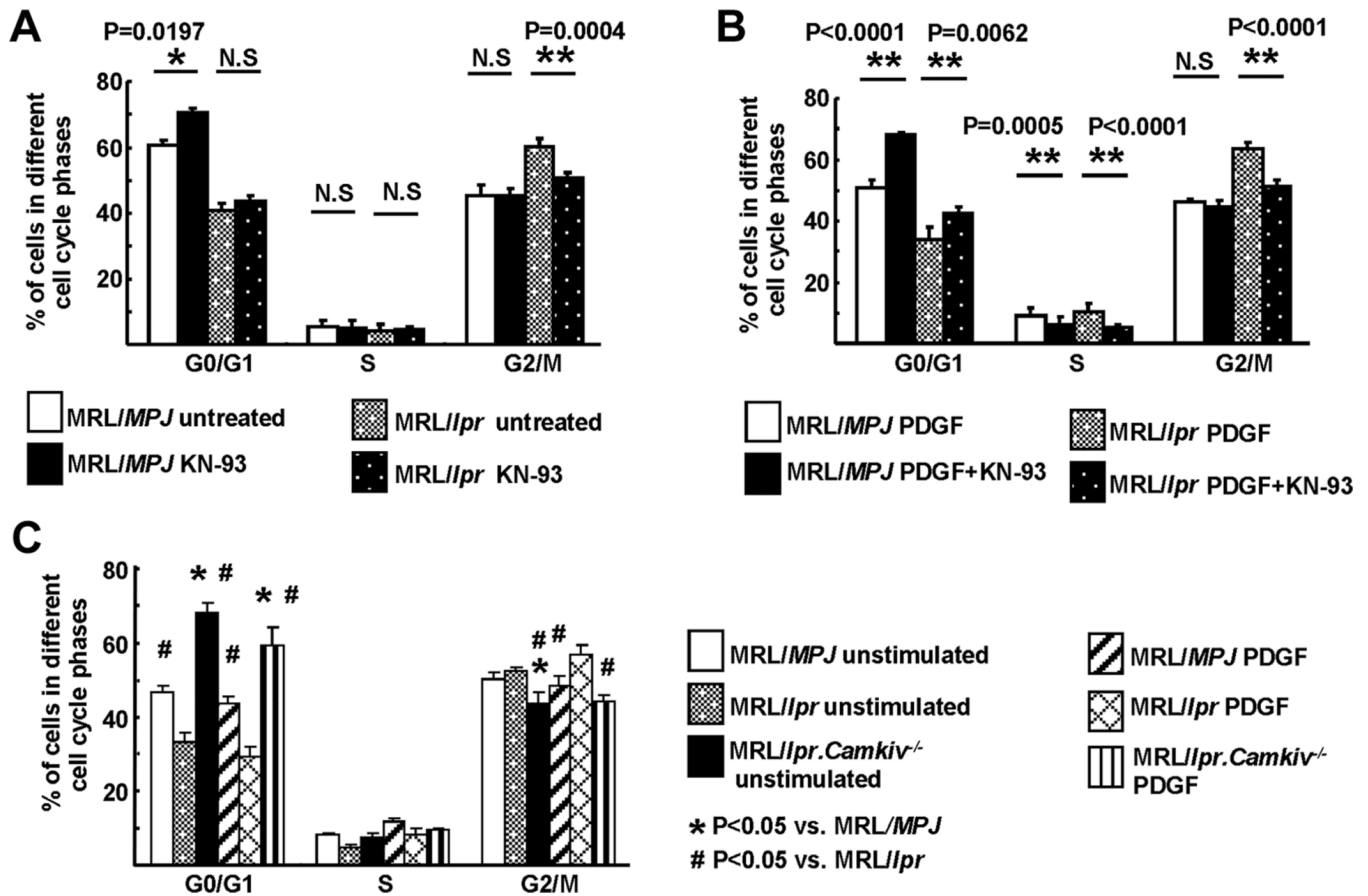 A
P=0.0197
*
N.S
N.S
P=0.0004
**
N.S
N.S
% of cells in different
cell cycle phases
80
60
40
20
G0/G1
S
G2/M
MRL/MPJ untreated
MRL/MPJ KN-93
MRL/lpr untreated
MRL/lpr KN-93
B
P<0.0001
**
P=0.0062
**
N.S
P<0.0001
**
P=0.0005
**
P<0.0001
**
% of cells in different
cell cycle phases
80
60
40
20
G0/G1
S
G2/M
MRL/MPJ PDGF
MRL/MPJ PDGF+KN-93
MRL/lpr PDGF
MRL/lpr PDGF+KN-93
C
% of cells in different
cell cycle phases
80
60
40
20
#
* #
#
* #
# #
*
#
G0/G1
S
G2/M
MRL/MPJ unstimulated
MRL/lpr unstimulated
MRL/lpr.Camkiv-/-
unstimulated
MRL/MPJ PDGF
MRL/lpr PDGF
MRL/lpr.Camkiv-/-
PDGF
* P<0.05 vs. MRL/MPJ
# P<0.05 vs. MRL/lpr